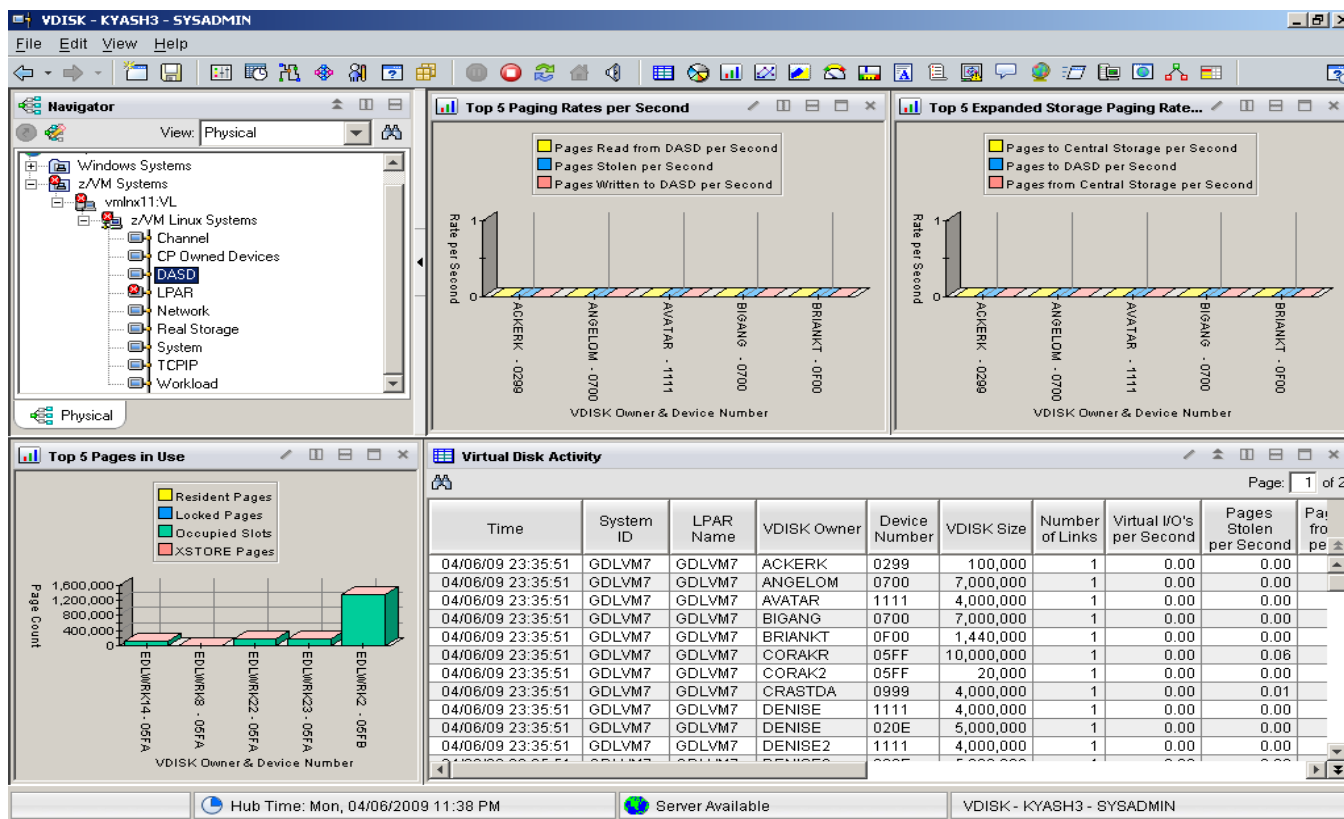 VDISK - KYASH3 - SYSADMIN
File Edit View Help
Navigator
View: Physical
Windows Systems
z/VM Systems
vmlnx11:VL
z/VM Linux Systems
Channel
CP Owned Devices
DASD
LPAR
Network
Real Storage
System
TCPIP
Workload
Physical
Top 5 Paging Rates per Second
Pages Read from DASD per Second
Pages Stolen per Second
Pages Written to DASD per Second
Rate per Second
1
0
ACKERK - 0299
ANGELOM - 0700
AVATAR - 1111
BIGANG - 0700
BRIANKT - 0F00
VDISK Owner & Device Number
Top 5 Expanded Storage Paging Rate...
Pages to Central Storage per Second
Pages to DASD per Second
Pages from Central Storage per Second
Rate per Second
1
0
ACKERK - 0299
ANGELOM - 0700
AVATAR - 1111
BIGANG - 0700
BRIANKT - 0F00
VDISK Owner & Device Number
Top 5 Pages in Use
Resident Pages
Locked Pages
Occupied Slots
XSTORE Pages
Page Count
1,600,000
1,200,000
800,000
400,000
0
EDLWRK14 - 05FA
EDLWRK8 - 05FA
EDLWRK22 - 05FA
EDLWRK23 - 05FA
EDLWRK2 - 05FB
VDISK Owner & Device Number
Virtual Disk Activity
Page: 1 of 2
Time System ID LPAR Name VDISK Owner Device Number VDISK Size Number of Links Virtual I/O's per Second Pages Stolen per Second
04/06/09 23:35:51 GDLVM7 GDLVM7 ACKERK 0299 100,000 1 0.00 0.00
04/06/09 23:35:51 GDLVM7 GDLVM7 ANGELOM 0700 7,000,000 1 0.00 0.00
04/06/09 23:35:51 GDLVM7 GDLVM7 AVATAR 1111 4,000,000 1 0.00 0.00
04/06/09 23:35:51 GDLVM7 GDLVM7 BIGANG 0700 7,000,000 1 0.00 0.00
04/06/09 23:35:51 GDLVM7 GDLVM7 BRIANKT 0F00 1,440,000 1 0.00 0.00
04/06/09 23:35:51 GDLVM7 GDLVM7 CORAKR 05FF 10,000,000 1 0.00 0.06
04/06/09 23:35:51 GDLVM7 GDLVM7 CORAK2 05FF 20,000 1 0.00 0.00
04/06/09 23:35:51 GDLVM7 GDLVM7 CRASTDA 0999 4,000,000 1 0.00 0.01
04/06/09 23:35:51 GDLVM7 GDLVM7 DENISE 1111 4,000,000 1 0.00 0.00
04/06/09 23:35:51 GDLVM7 GDLVM7 DENISE 020E 5,000,000 1 0.00 0.00
04/06/09 23:35:51 GDLVM7 GDLVM7 DENISE2 1111 4,000,000 1 0.00 0.00
Hub Time: Mon, 04/06/2009 11:38 PM
Server Available
VDISK - KYASH3 - SYSADMIN